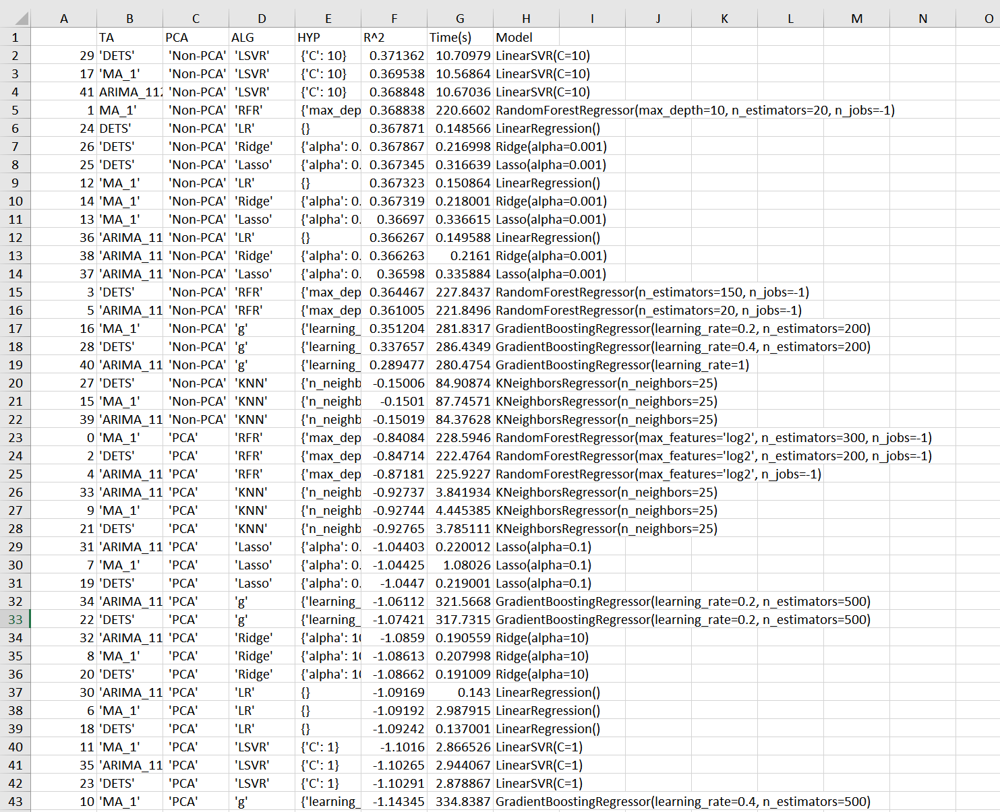 A B C D E F G H I J K L M N O
1 TA PCA ALG HYP R^2 Time(s) Model
2 29 'DETS' 'Non-PCA' 'LSVR' {'C': 10} 0.371362 10.70979 LinearSVR(C=10)
3 17 'MA_1' 'Non-PCA' 'LSVR' {'C': 10} 0.369538 10.56864 LinearSVR(C=10)
4 41 ARIMA_112 'Non-PCA' 'LSVR' {'C': 10} 0.368848 10.67036 LinearSVR(C=10)
5 1 MA_1' 'Non-PCA' 'RFR' {'max_dep 0.368838 220.6602 RandomForestRegressor(max_depth=10, n_estimators=20, n_jobs=-1)
6 24 DETS' 'Non-PCA' 'LR' {} 0.367871 0.148566 LinearRegression()
7 26 'DETS' 'Non-PCA' 'Ridge' {'alpha': 0. 0.367867 0.216998 Ridge(alpha=0.001)
8 25 'DETS' 'Non-PCA' 'Lasso' {'alpha': 0. 0.367345 0.316639 Lasso(alpha=0.001)
9 12 'MA_1' 'Non-PCA' 'LR' {} 0.367323 0.150864 LinearRegression()
10 14 'MA_1' 'Non-PCA' 'Ridge' {'alpha': 0. 0.367319 0.218001 Ridge(alpha=0.001)
11 13 'MA_1' 'Non-PCA' 'Lasso' {'alpha': 0. 0.36697 0.336615 Lasso(alpha=0.001)
12 36 'ARIMA_11 'Non-PCA' 'LR' {} 0.366267 0.149588 LinearRegression()
13 38 'ARIMA_11 'Non-PCA' 'Ridge' {'alpha': 0. 0.366263 0.2161 Ridge(alpha=0.001)
14 37 'ARIMA_11 'Non-PCA' 'Lasso' {'alpha': 0. 0.36598 0.335884 Lasso(alpha=0.001)
15 3 'DETS' 'Non-PCA' 'RFR' {'max_dep 0.364467 227.8437 RandomForestRegressor(n_estimators=150, n_jobs=-1)
16 5 'ARIMA_11 'Non-PCA' 'RFR' {'max_dep 0.361005 221.8496 RandomForestRegressor(n_estimators=20, n_jobs=-1)
17 16 'MA_1' 'Non-PCA' 'g' {'learning_ 0.351204 281.8317 GradientBoostingRegressor(learning_rate=0.2, n_estimators=200)
18 28 'DETS' 'Non-PCA' 'g' {'learning_ 0.337657 286.4349 GradientBoostingRegressor(learning_rate=0.4, n_estimators=200)
19 40 'ARIMA_11 'Non-PCA' 'g' {'learning_ 0.289477 280.4754 GradientBoostingRegressor(learning_rate=1)
20 27 'DETS' 'Non-PCA' 'KNN' {'n_neighb -0.15006 84.90874 KNeighborsRegressor(n_neighbors=25)
21 15 'MA_1' 'Non-PCA' 'KNN' {'n_neighb -0.1501 87.74571 KNeighborsRegressor(n_neighbors=25)
22 39 'ARIMA_11 'Non-PCA' 'KNN' {'n_neighb -0.15019 84.37628 KNeighborsRegressor(n_neighbors=25)
23 0 'MA_1' 'PCA' 'RFR' {'max_dep -0.84084 228.5946 RandomForestRegressor(max_features='log2', n_estimators=300, n_jobs=-1)
24 2 'DETS' 'PCA' 'RFR' {'max_dep -0.84714 222.4764 RandomForestRegressor(max_features='log2', n_estimators=200, n_jobs=-1)
25 4 'ARIMA_11 'PCA' 'RFR' {'max_dep -0.87181 225.9227 RandomForestRegressor(max_features='log2', n_jobs=-1)
26 33 'ARIMA_11 'PCA' 'KNN' {'n_neighb -0.92737 3.841934 KNeighborsRegressor(n_neighbors=25)
27 9 'MA_1' 'PCA' 'KNN' {'n_neighb -0.92744 4.445385 KNeighborsRegressor(n_neighbors=25)
28 21 'DETS' 'PCA' 'KNN' {'n_neighb -0.92765 3.785111 KNeighborsRegressor(n_neighbors=25)
29 31 'ARIMA_11 'PCA' 'Lasso' {'alpha': 0. -1.04403 0.220012 Lasso(alpha=0.1)
30 7 'MA_1' 'PCA' 'Lasso' {'alpha': 0. -1.04425 1.08026 Lasso(alpha=0.1)
31 19 'DETS' 'PCA' 'Lasso' {'alpha': 0. -1.0447 0.219001 Lasso(alpha=0.1)
32 34 'ARIMA_11 'PCA' 'g' {'learning_ -1.06112 321.5668 GradientBoostingRegressor(learning_rate=0.2, n_estimators=500)
33 22 'DETS' 'PCA' 'g' {'learning_ -1.07421 317.7315 GradientBoostingRegressor(learning_rate=0.2, n_estimators=500)
34 32 'ARIMA_11 'PCA' 'Ridge' {'alpha': 10 -1.0859 0.190559 Ridge(alpha=10)
35 8 'MA_1' 'PCA' 'Ridge' {'alpha': 10 -1.08613 0.207998 Ridge(alpha=10)
36 20 'DETS' 'PCA' 'Ridge' {'alpha': 10 -1.08662 0.191009 Ridge(alpha=10)
37 30 'ARIMA_11 'PCA' 'LR' {} -1.09169 0.143 LinearRegression()
38 6 'MA_1' 'PCA' 'LR' {} -1.09192 2.987915 LinearRegression()
39 18 'DETS' 'PCA' 'LR' {} -1.09242 0.137001 LinearRegression()
40 11 'MA_1' 'PCA' 'LSVR' {'C': 1} -1.1016 2.866526 LinearSVR(C=1)
41 35 'ARIMA_11 'PCA' 'LSVR' {'C': 1} -1.10265 2.944067 LinearSVR(C=1)
42 23 'DETS' 'PCA' 'LSVR' {'C': 1} -1.10291 2.878867 LinearSVR(C=1)
43 10 'MA_1' 'PCA' 'g' {'learning_ -1.14345 334.8387 GradientBoostingRegressor(learning_rate=0.4, n_estimators=500)